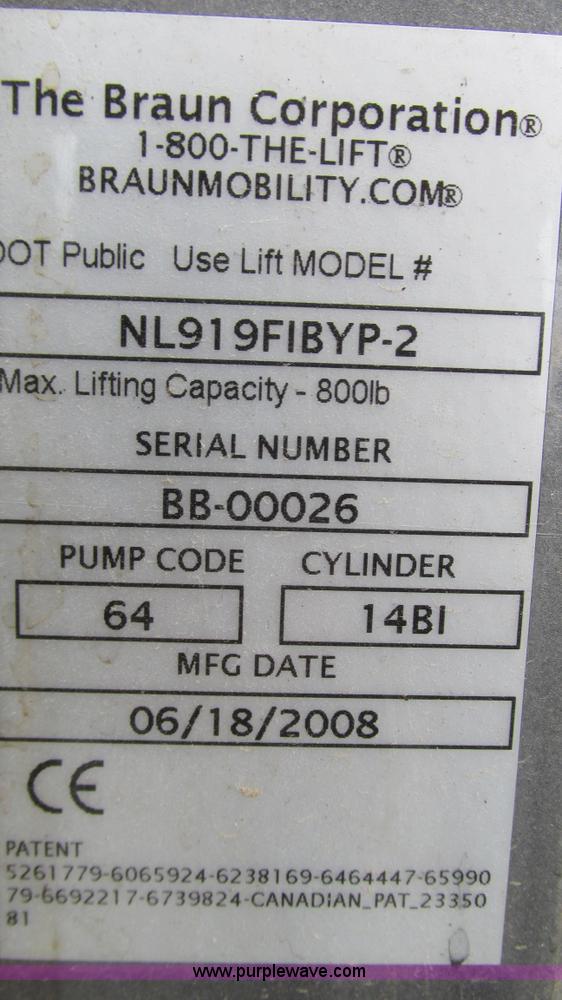 The Braun Corporation®
1-800-THE-LIFT®
BRAUNMOBILITY.COM®
DOT Public Use Lift MODEL #
NL919FIBYP-2
Max. Lifting Capacity - 800lb
SERIAL NUMBER
BB-00026
PUMP CODE CYLINDER
64 14BI
MFG DATE
06/18/2008
CE
PATENT
5261779-6065924-6238169-6464447-65990
79-6692217-6739824-CANADIAN_PAT_23350
81
www.purplewave.com